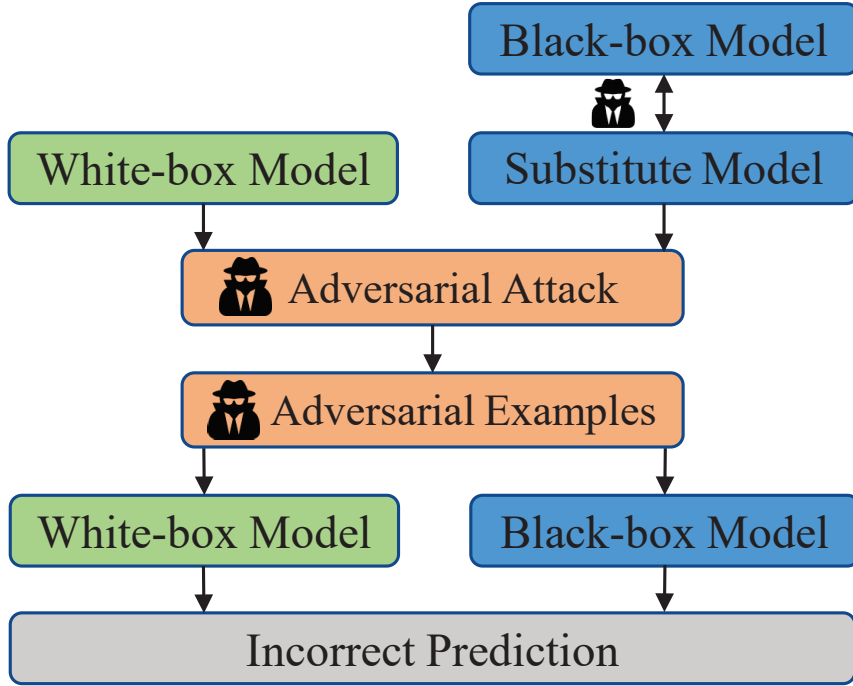 Black-box Model
White-box Model
Substitute Model
Adversarial Attack
Adversarial Examples
White-box Model
Black-box Model
Incorrect Prediction